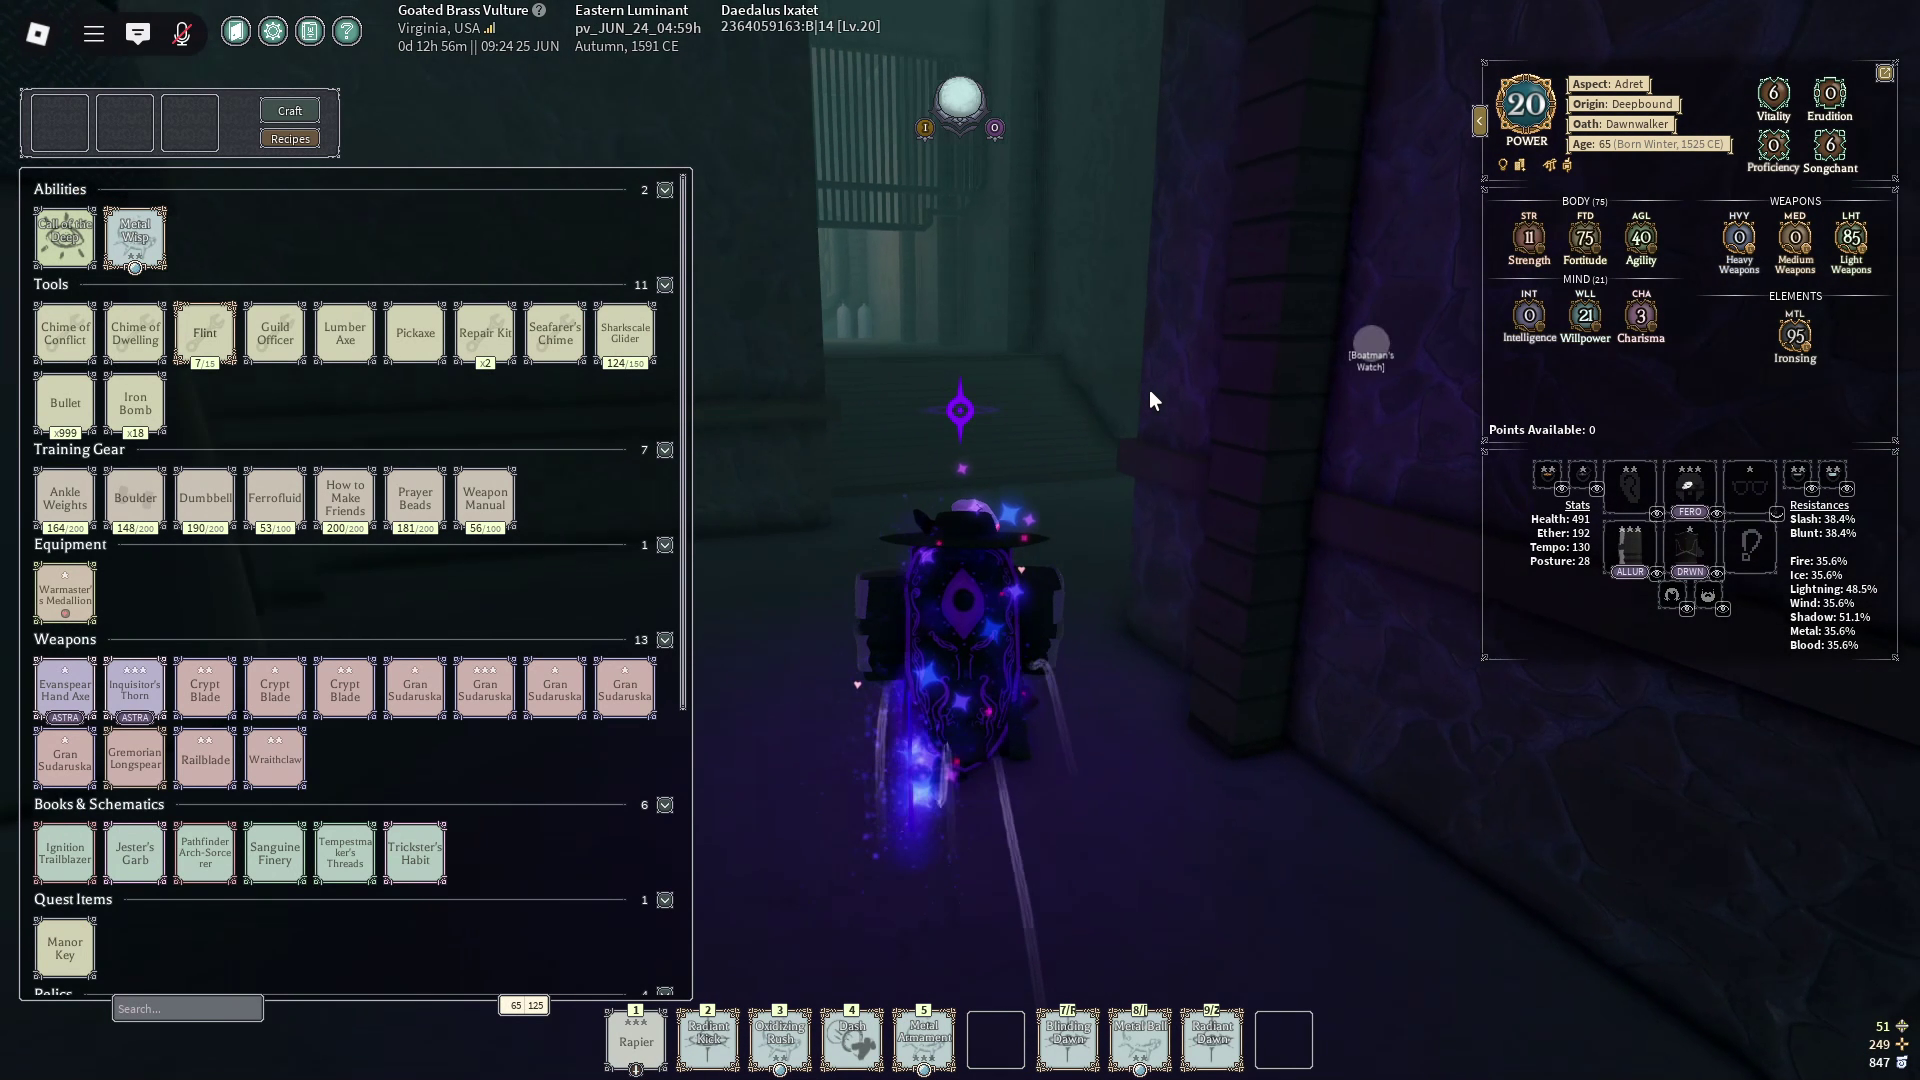 Goated Brass Vulture
Virginia, USA
0d 12h 56m || 09:24 25 JUN
Eastern Luminant
pv_JUN_24_04:59h
Autumn, 1591 CE
Daedalus Ixatet
2364059163:B|14 [Lv.20]
Craft
Recipes
Abilities 2
Call of the Deep
Metal Wisp
Tools 11
Chime of Conflict
Chime of Dwelling
Flint 7/15
Guild Officer
Lumber Axe
Pickaxe
Repair Kit x2
Seafarer's Chime
Sharkscale Glider 124/150
Bullet x999
Iron Bomb x18
Training Gear 7
Ankle Weights 164/200
Boulder 148/200
Dumbbell 190/200
Ferrofluid 53/100
How to Make Friends 200/200
Prayer Beads 181/200
Weapon Manual 56/100
Equipment 1
Warmaster's Medallion
Weapons 13
Evanspear Hand Axe ASTRA
Inquisitor's Thorn ASTRA
Crypt Blade
Crypt Blade
Crypt Blade
Gran Sudaruska
Gran Sudaruska
Gran Sudaruska
Gran Sudaruska
Gran Sudaruska
Gremorian Longspear
Railblade
Wraithclaw
Books & Schematics 6
Ignition Trailblazer
Jester's Garb
Pathfinder Arch-Sorcerer
Sanguine Finery
Tempestmaker's Threads
Trickster's Habit
Quest Items 1
Manor Key
Relics 4
Search...
65 125
I
0
[Boatman's Watch]
20
POWER
Aspect: Adret
Origin: Deepbound
Oath: Dawnwalker
Age: 65 (Born Winter, 1525 CE)
6 Vitality
0 Erudition
0 Proficiency
6 Songchant
BODY (75)
STR 11 Strength
FTD 75 Fortitude
AGL 40 Agility
MIND (21)
INT 0 Intelligence
WLL 21 Willpower
CHA 3 Charisma
WEAPONS
HVY 0 Heavy Weapons
MED 0 Medium Weapons
LHT 85 Light Weapons
ELEMENTS
MTL 95 Ironsing
Points Available: 0
FERO
ALLUR
DRWN
Stats
Health: 491
Ether: 192
Tempo: 130
Posture: 28
Resistances
Slash: 38.4%
Blunt: 38.4%
Fire: 35.6%
Ice: 35.6%
Lightning: 48.5%
Wind: 35.6%
Shadow: 51.1%
Metal: 35.6%
Blood: 35.6%
1 Rapier
2 Radiant Kick
3 Oxidizing Rush
4 Dash
5 Metal Armament
Blinding Dawn
Metal Ball
9/Z Radiant Dawn
51
249
847